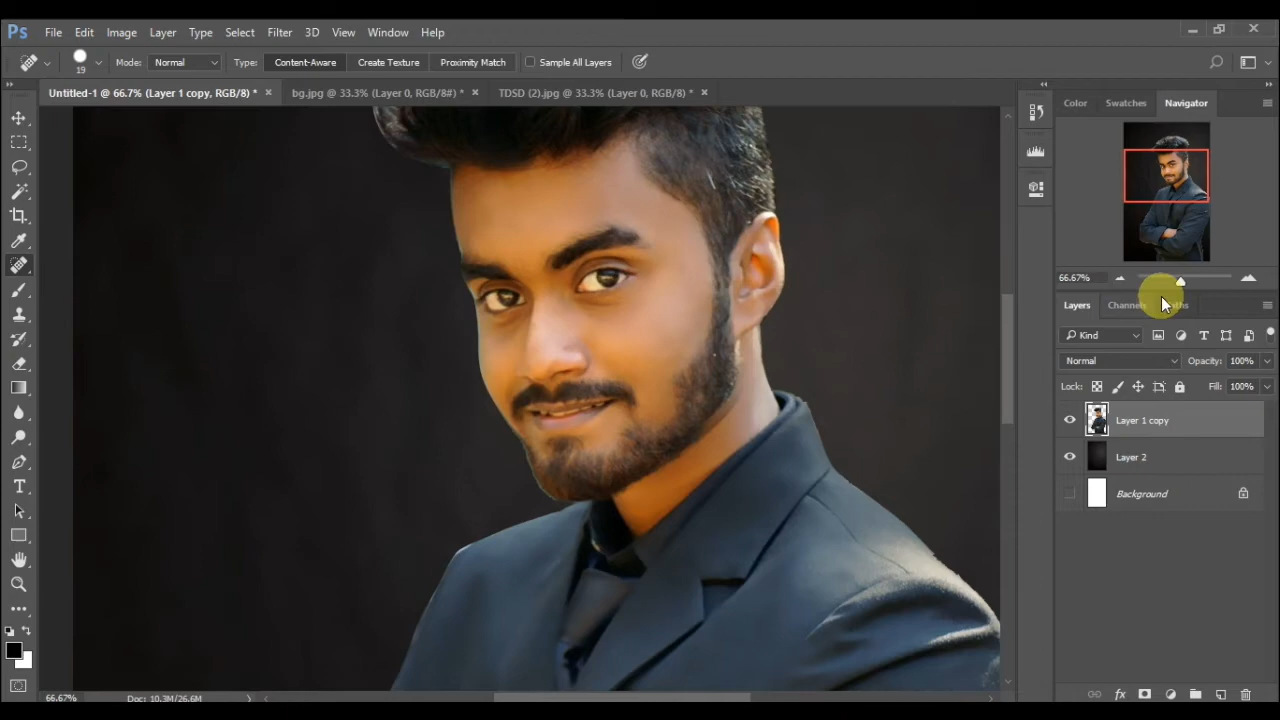 Ps File Edit Image Layer Type Select Filter 3D View Window Help
19 Mode: Normal Type: Content-Aware Create Texture Proximity Match Sample All Layers
Untitled-1 @ 66.7% (Layer 1 copy, RGB/8) * bg.jpg @ 33.3% (Layer 0, RGB/8#) * TDSD (2).jpg @ 33.3% (Layer 0, RGB/8) *
Color Swatches Navigator
66.67%
Layers Channels
Kind
Normal Opacity: 100%
Lock: Fill: 100%
Layer 1 copy
Layer 2
Background
66.67% Doc: 10.3M/26.6M